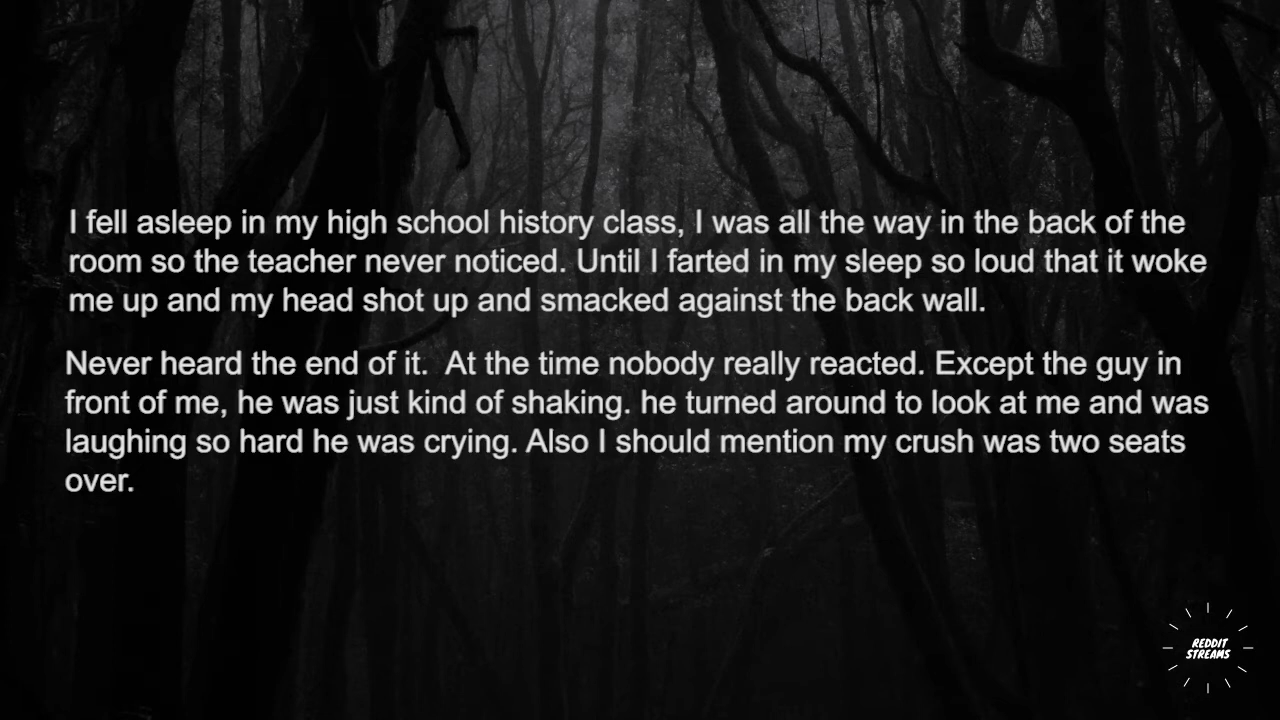 I fell asleep in my high school history class, I was all the way in the back of the
room so the teacher never noticed. Until I farted in my sleep so loud that it woke
me up and my head shot up and smacked against the back wall.
Never heard the end of it.  At the time nobody really reacted. Except the guy in
front of me, he was just kind of shaking. he turned around to look at me and was
laughing so hard he was crying. Also I should mention my crush was two seats
over.
REDDIT
STREAMS